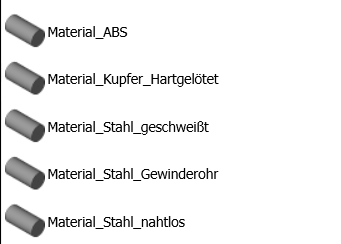 Material_ABS
Material_Kupfer_Hartgelötet
Material_Stahl_geschweißt
Material_Stahl_Gewinderohr
Material_Stahl_nahtlos